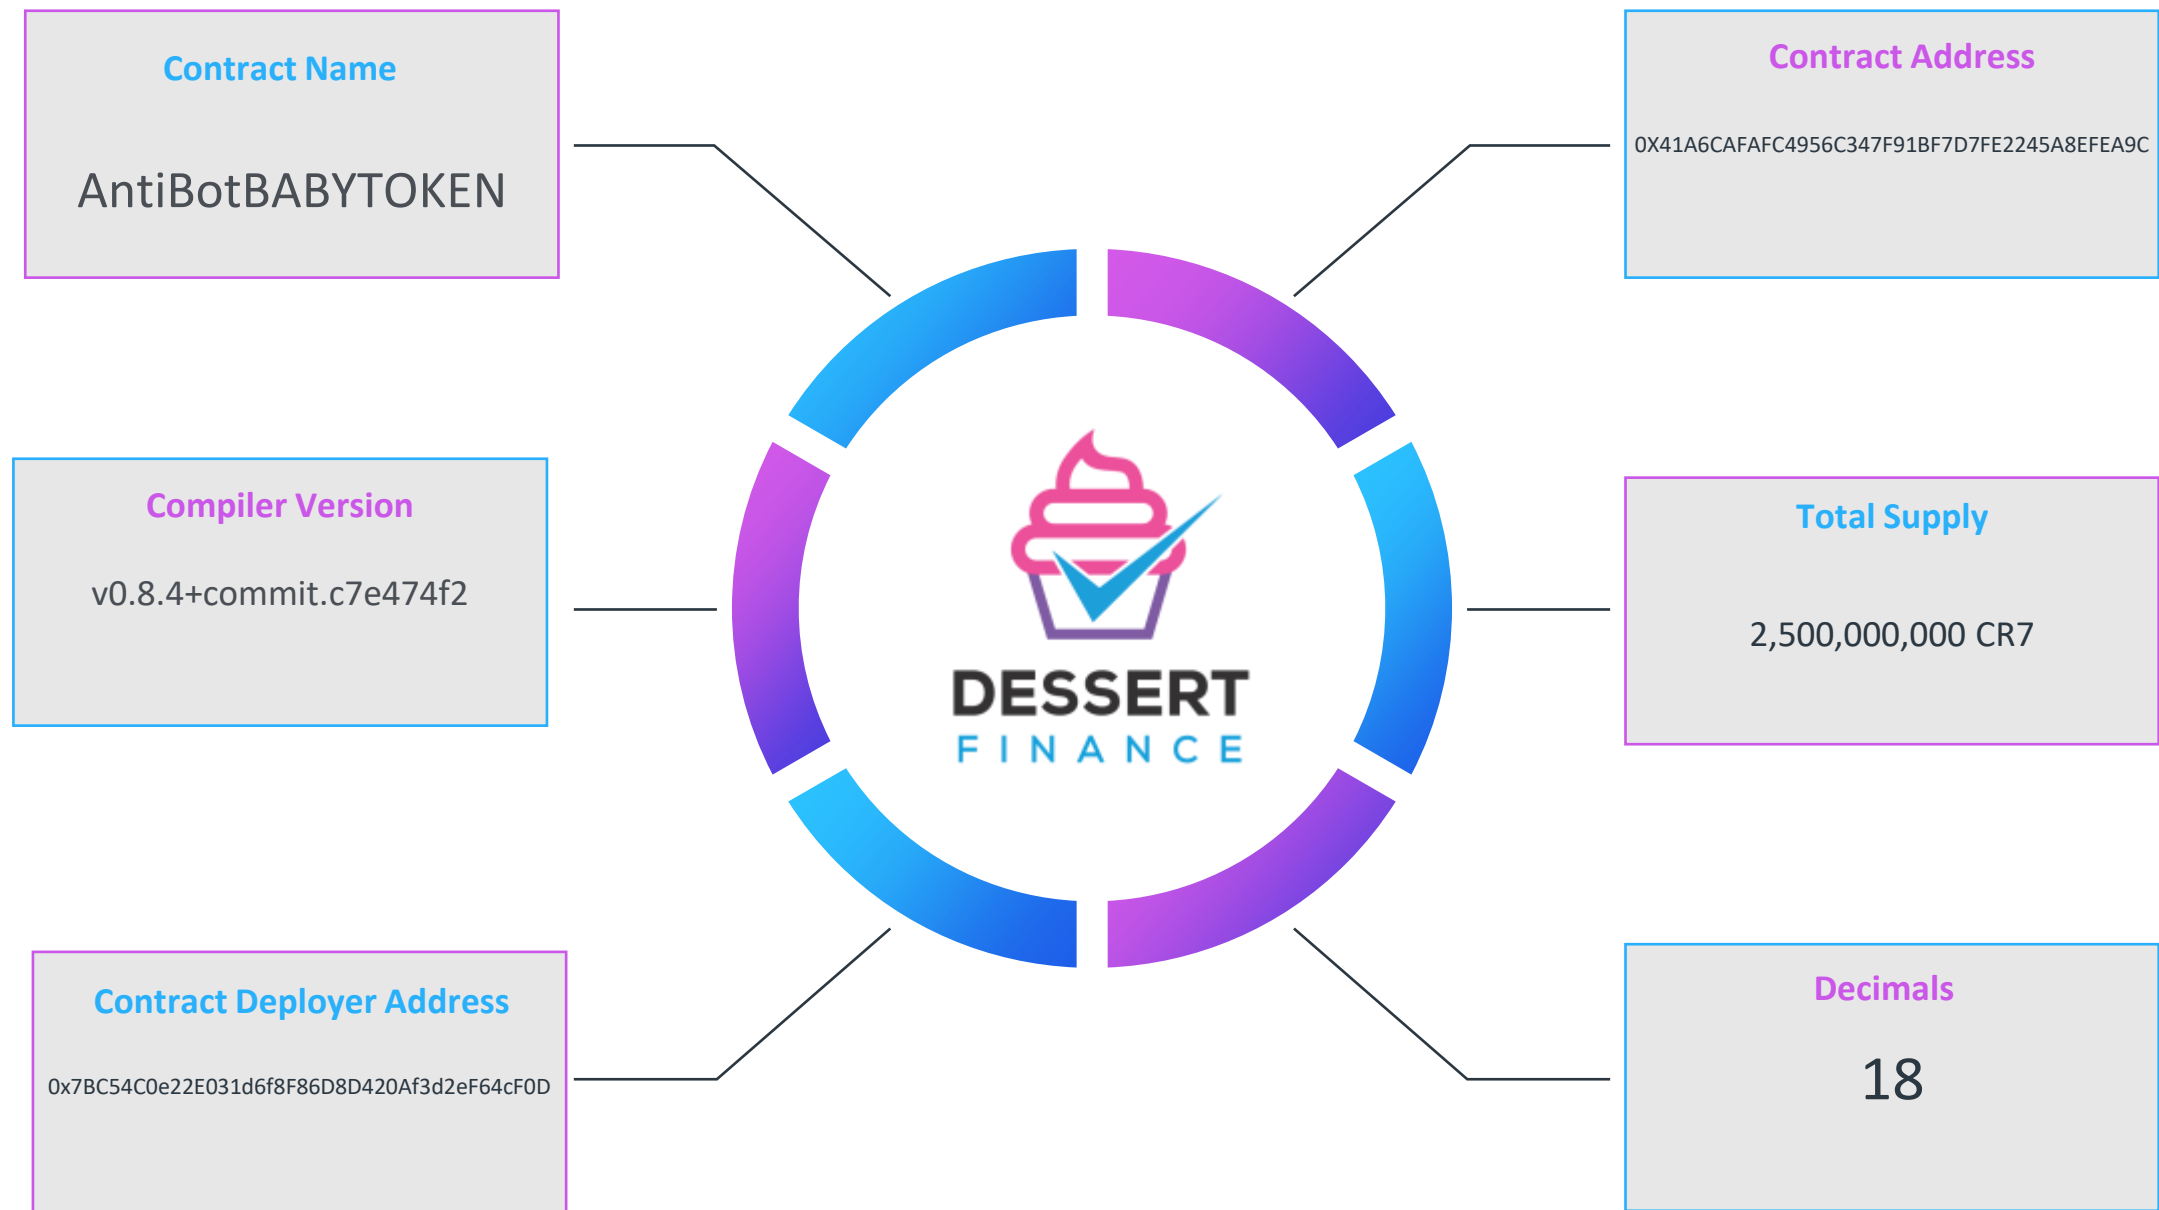 Contract Name
AntiBotBABYTOKEN
Contract Address
0X41A6CAFAFC4956C347F91BF7D7FE2245A8EFEA9C
Compiler Version
v0.8.4+commit.c7e474f2
DESSERT
FINANCE
Total Supply
2,500,000,000 CR7
Contract Deployer Address
0x7BC54C0e22E031d6f8F86D8D420Af3d2eF64cF0D
Decimals
18